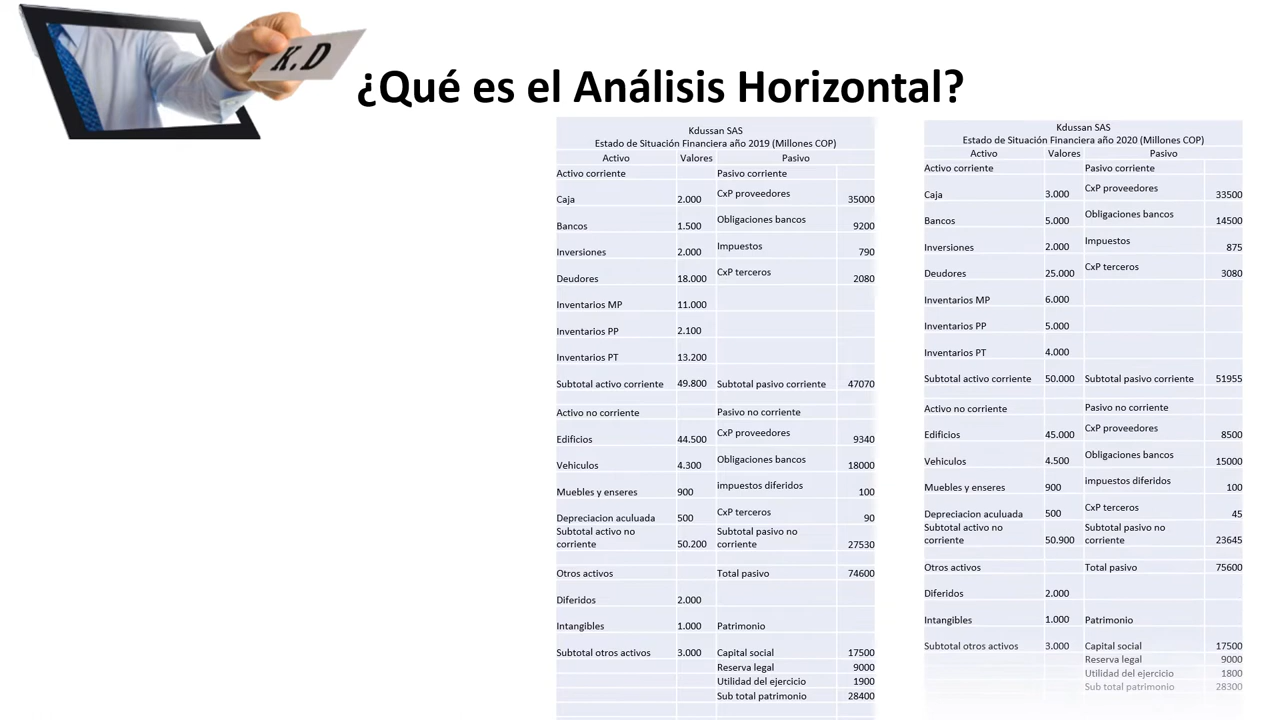 K.D
¿Qué es el Análisis Horizontal?
Kdussan SAS
Estado de Situación Financiera año 2019 (Millones COP)
Activo Valores Pasivo
Activo corriente Pasivo corriente
Caja 2.000 CxP proveedores 35000
Bancos 1.500 Obligaciones bancos 9200
Inversiones 2.000 Impuestos 790
Deudores 18.000 CxP terceros 2080
Inventarios MP 11.000
Inventarios PP 2.100
Inventarios PT 13.200
Subtotal activo corriente 49.800 Subtotal pasivo corriente 47070
Activo no corriente Pasivo no corriente
Edificios 44.500 CxP proveedores 9340
Vehiculos 4.300 Obligaciones bancos 18000
Muebles y enseres 900 impuestos diferidos 100
Depreciacion aculuada 500 CxP terceros 90
Subtotal activo no Subtotal pasivo no
corriente 50.200 corriente 27530
Otros activos Total pasivo 74600
Diferidos 2.000
Intangibles 1.000 Patrimonio
Subtotal otros activos 3.000 Capital social 17500
Reserva legal 9000
Utilidad del ejercicio 1900
Sub total patrimonio 28400
Kdussan SAS
Estado de Situación Financiera año 2020 (Millones COP)
Activo Valores Pasivo
Activo corriente Pasivo corriente
Caja 3.000 CxP proveedores 33500
Bancos 5.000 Obligaciones bancos 14500
Inversiones 2.000 Impuestos 875
Deudores 25.000 CxP terceros 3080
Inventarios MP 6.000
Inventarios PP 5.000
Inventarios PT 4.000
Subtotal activo corriente 50.000 Subtotal pasivo corriente 51955
Activo no corriente Pasivo no corriente
Edificios 45.000 CxP proveedores 8500
Vehiculos 4.500 Obligaciones bancos 15000
Muebles y enseres 900 impuestos diferidos 100
Depreciacion aculuada 500 CxP terceros 45
Subtotal activo no Subtotal pasivo no
corriente 50.900 corriente 23645
Otros activos Total pasivo 75600
Diferidos 2.000
Intangibles 1.000 Patrimonio
Subtotal otros activos 3.000 Capital social 17500
Reserva legal 9000
Utilidad del ejercicio 1800
Sub total patrimonio 28300